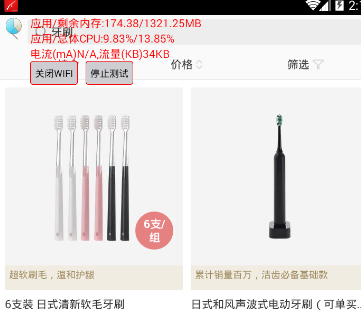 2:
应用/剩余内存:174.38/1321.25MB
牙刷
应用/总体CPU:9.83%/13.85%
电流(mA)N/A,流量(KB)34KB
关闭WIFI
停止测试
价格
筛选
6支/
组
超软刷毛，温和护龈
累计销量百万，洁齿必备基础款
6支装 日式清新软毛牙刷
日式和风声波式电动牙刷（可单买...